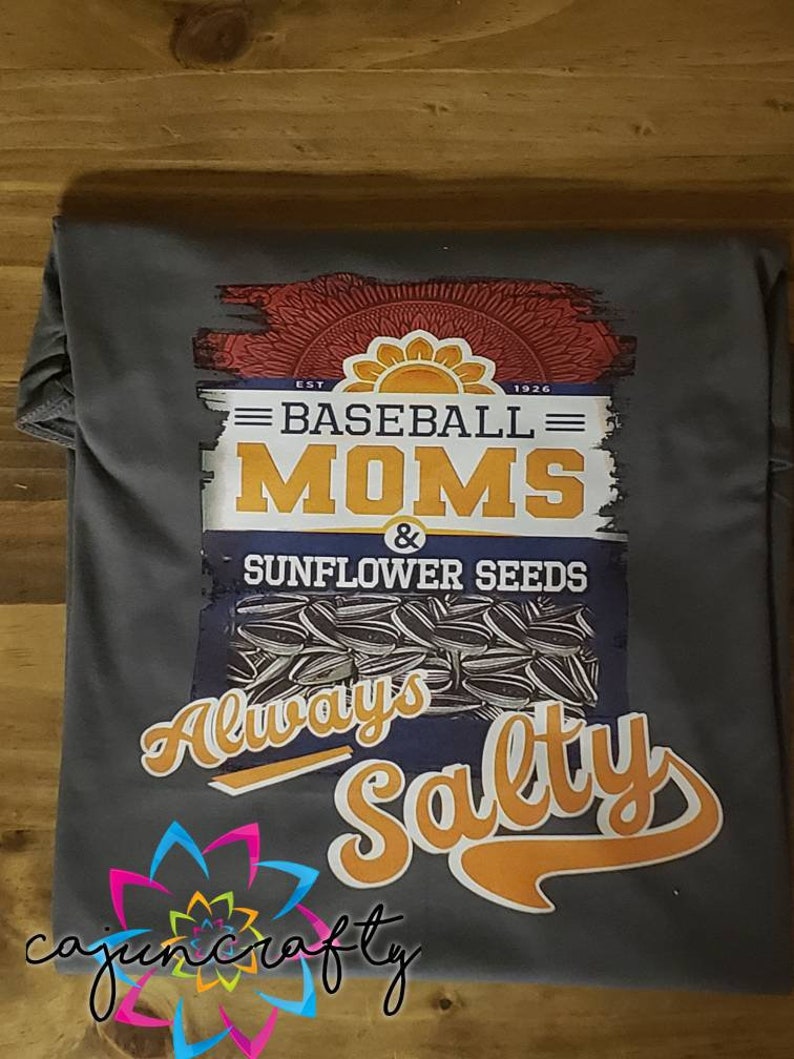 EST 1926
BASEBALL
MOMS
&
SUNFLOWER SEEDS
Always
Salty
cajuncrafty